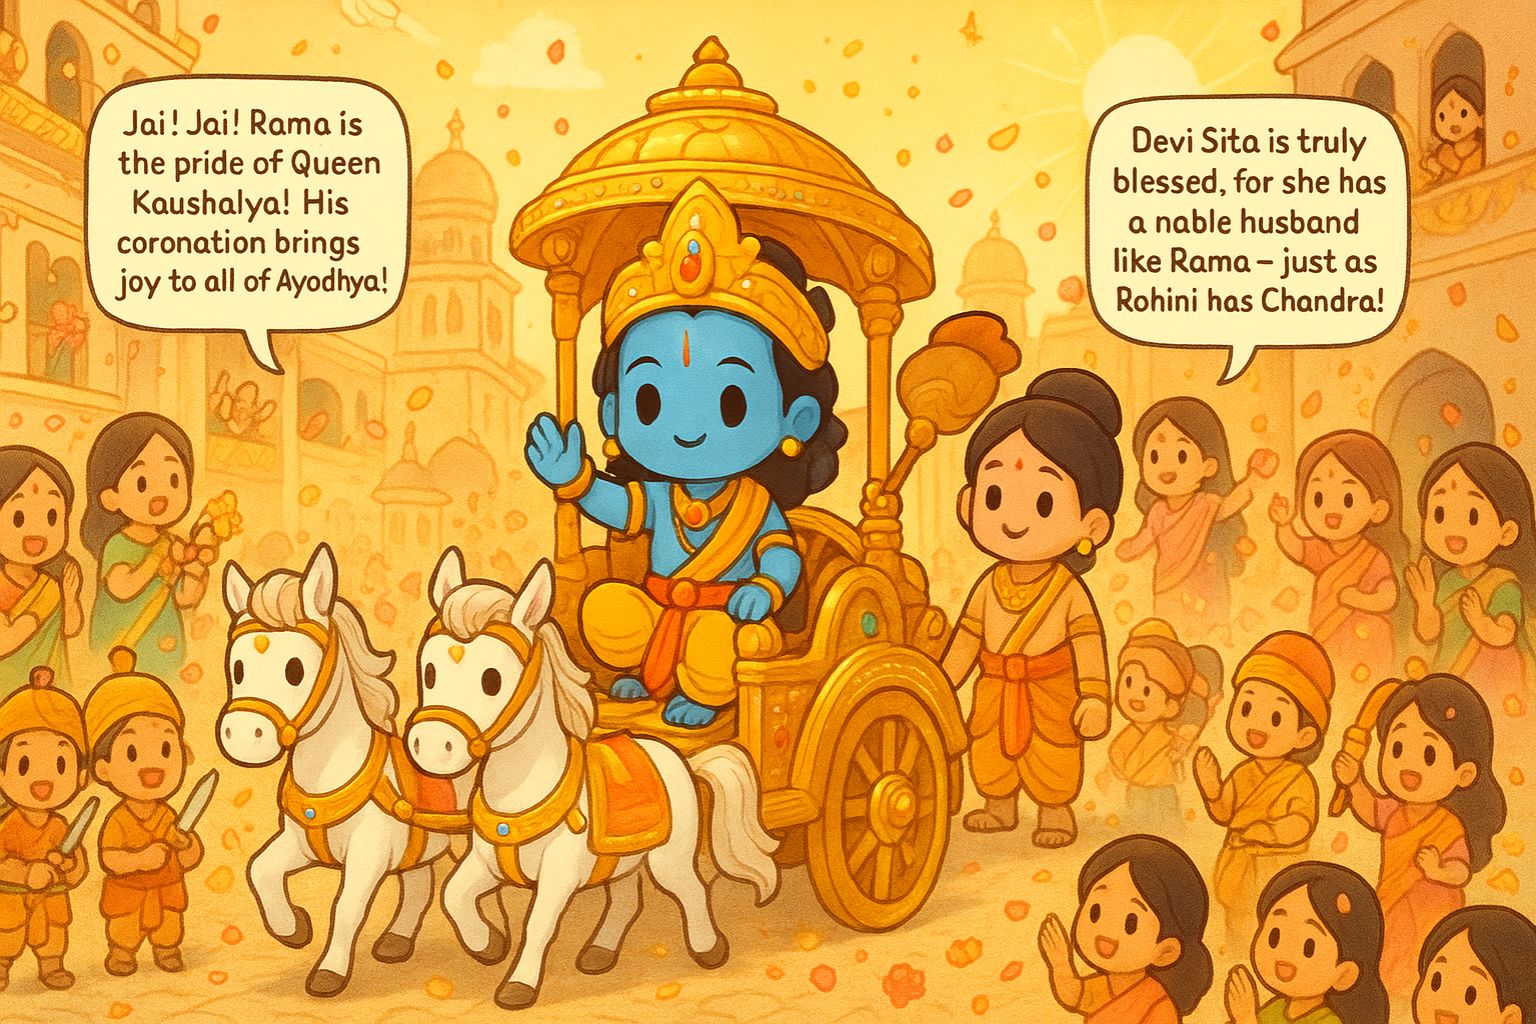 Jai! Jai! Rama is
the pride of Queen
Kaushalya! His
coronation brings
joy to all of Ayodhya!
Devi Sita is truly
blessed, for she has
a nable husband
like Rama – just as
Rohini has Chandra!